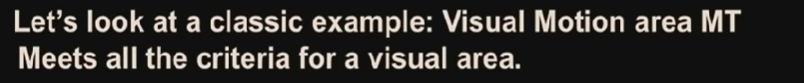 Let’s look at a classic example: Visual Motion area MT
Meets all the criteria for a visual area.